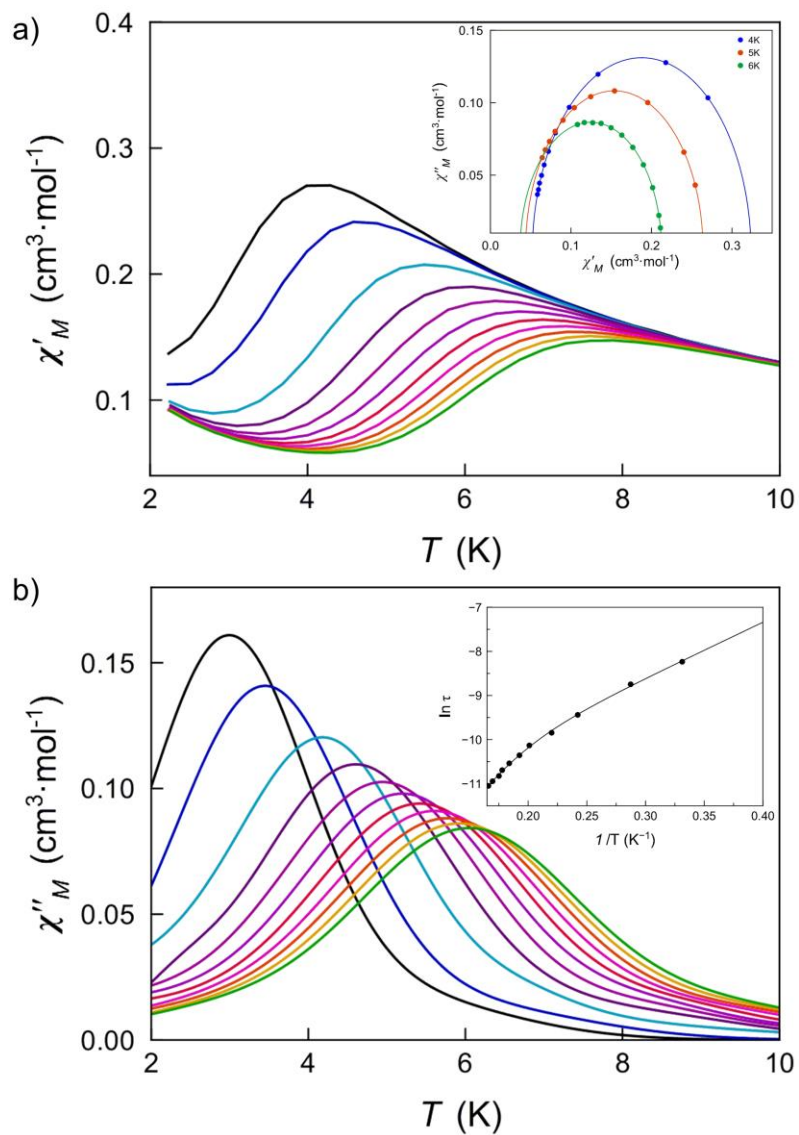 a)
0.4
0.3
0.2
0.1
χ'M (cm³·mol⁻¹)
2 4 6 8 10
T (K)
0.15
0.10
0.05
χ''M (cm³·mol⁻¹)
4K
5K
6K
0 0.1 0.2 0.3
χ'M (cm³·mol⁻¹)
b)
0.15
0.10
0.05
0.00
χ''M (cm³·mol⁻¹)
2 4 6 8 10
T (K)
-7
-8
-9
-10
-11
ln τ
0.20 0.25 0.30 0.35 0.40
1/T (K⁻¹)